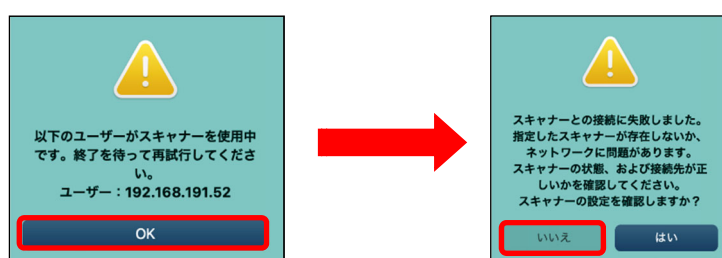 以下のユーザーがスキャナーを使用中
です。終了を待って再試行してくださ
い。
ユーザー：192.168.191.52
OK
スキャナーとの接続に失敗しました。
指定したスキャナーが存在しないか、
ネットワークに問題があります。
スキャナーの状態、および接続先が正
しいかを確認してください。
スキャナーの設定を確認しますか？
いいえ
はい